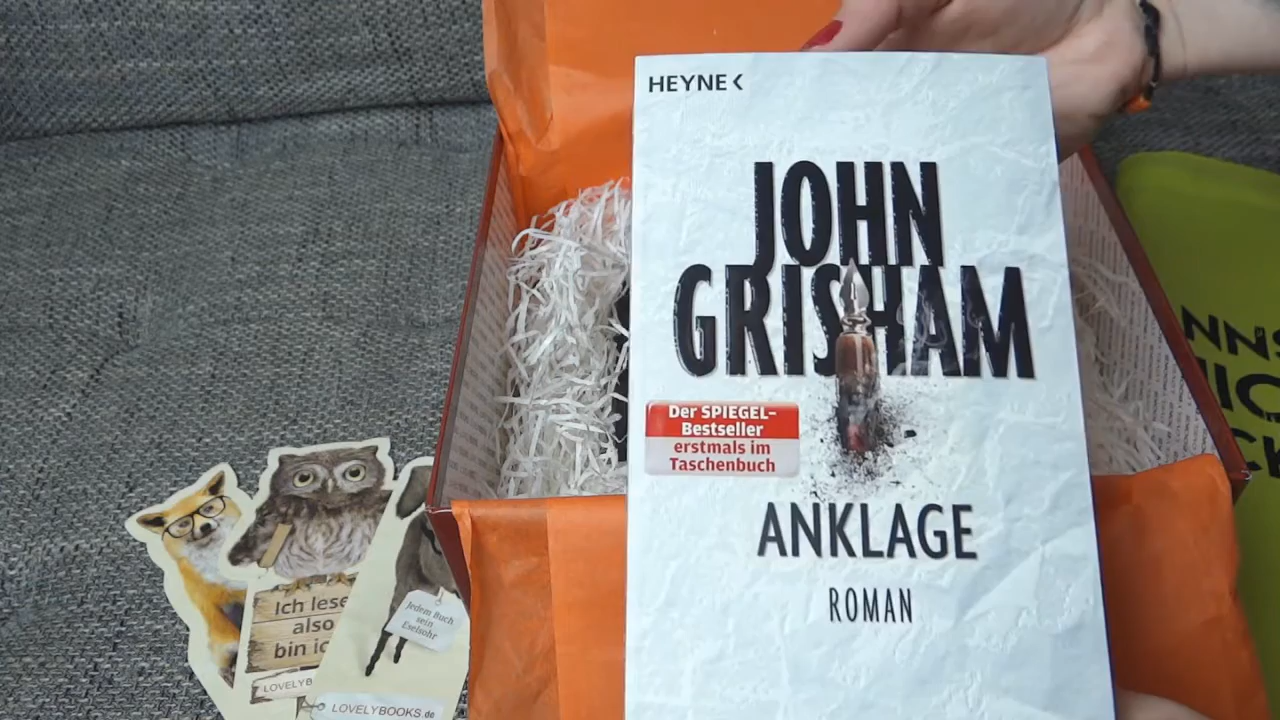 HEYNE
JOHN
GRISHAM
Der SPIEGEL-
Bestseller
erstmals im
Taschenbuch
ANKLAGE
ROMAN
Ich lese
also
bin
LOVELYB
Jedem Buch
sein
Eselsohr
LOVELYBOOKS.de